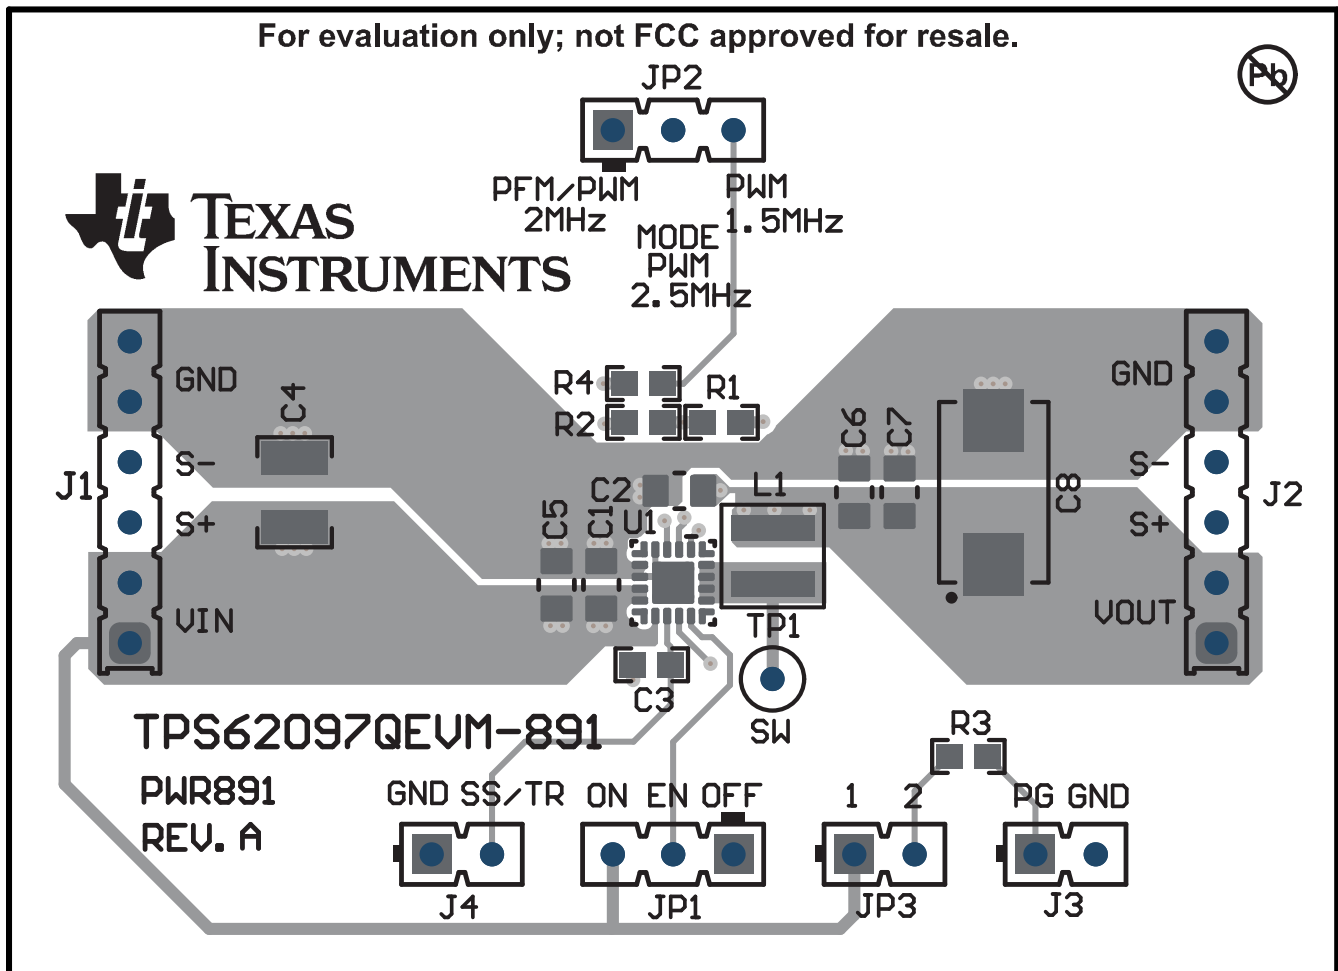 For evaluation only; not FCC approved for resale.
Pb
JP2
PFM/PWM
2MHz
PWM
1.5MHz
MODE
PWM
2.5MHz
TEXAS
INSTRUMENTS
R4
R1
R2
GND
C4
S-
J1
S+
VIN
C2
U1
C5
C1
L1
C6
C7
C8
GND
S-
J2
S+
VOUT
TP1
SW
C3
TPS62097QEVM-891
PWR891
REV. A
R3
GND SS/TR
ON EN OFF
1 2
PG GND
J4
JP1
JP3
J3